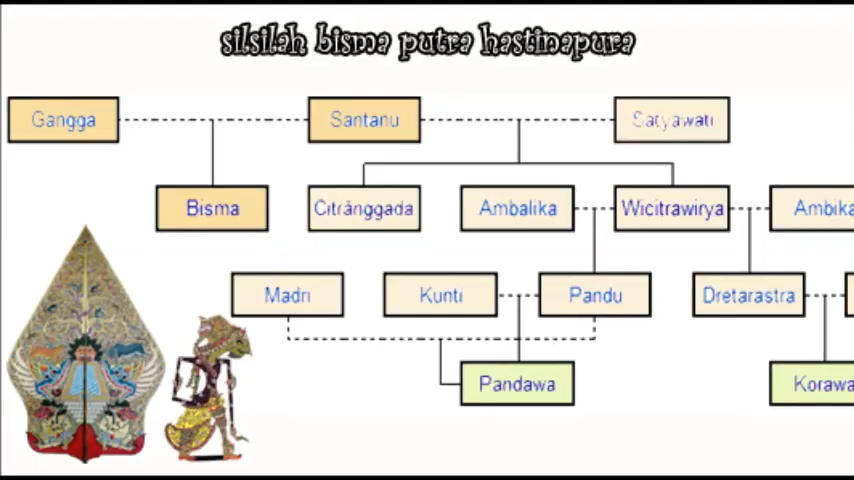 silsilah bisma putra hastinapura
Gangga Santanu Satyawati
Bisma Citrānggada Ambalika Wicitrawirya Ambika
Madri Kunti Pandu Dretarastra
Pandawa Korawa